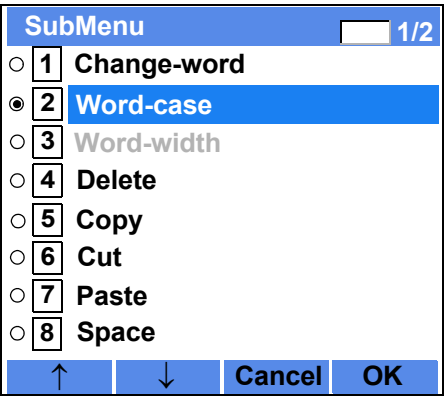 SubMenu 1/2
1 Change-word
2 Word-case
3 Word-width
4 Delete
5 Copy
6 Cut
7 Paste
8 Space
↑ ↓ Cancel OK